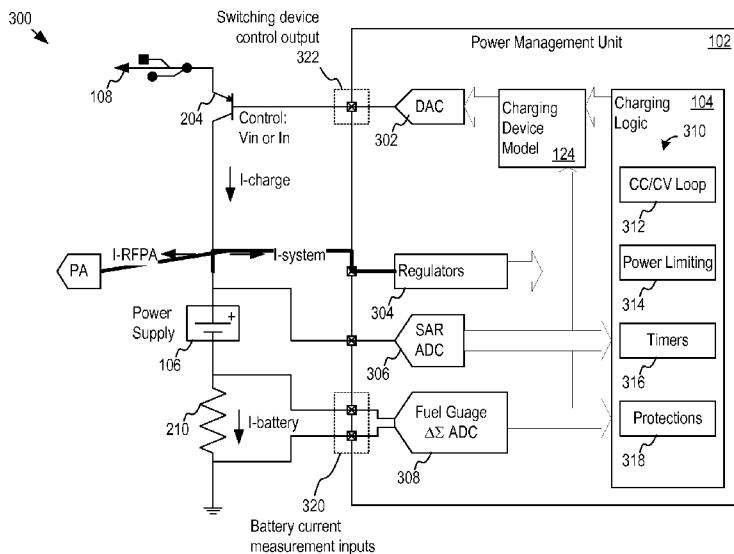 300
Switching device
control output
322
Power Management Unit 102
108
204
Control:
Vin or In
302
DAC
Charging
Device
Model
124
Charging 104
Logic
310
CC/CV Loop
312
I-charge
PA
I-RFPA
I-system
Regulators
304
Power Limiting
314
Power
Supply
+
106
SAR
ADC
306
Timers
316
210
I-battery
Fuel Guage
ΔΣ ADC
308
Protections
318
320
Battery current
measurement inputs